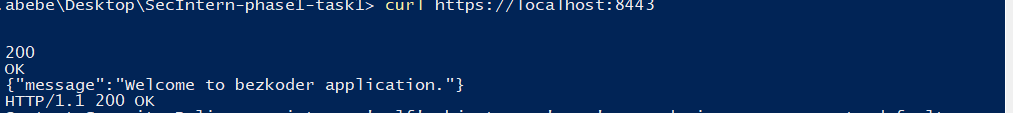 .abebe\Desktop\SecIntern-phase1-task1> curl https://localhost:8443
200
OK
{"message":"Welcome to bezkoder application."}
HTTP/1.1 200 OK